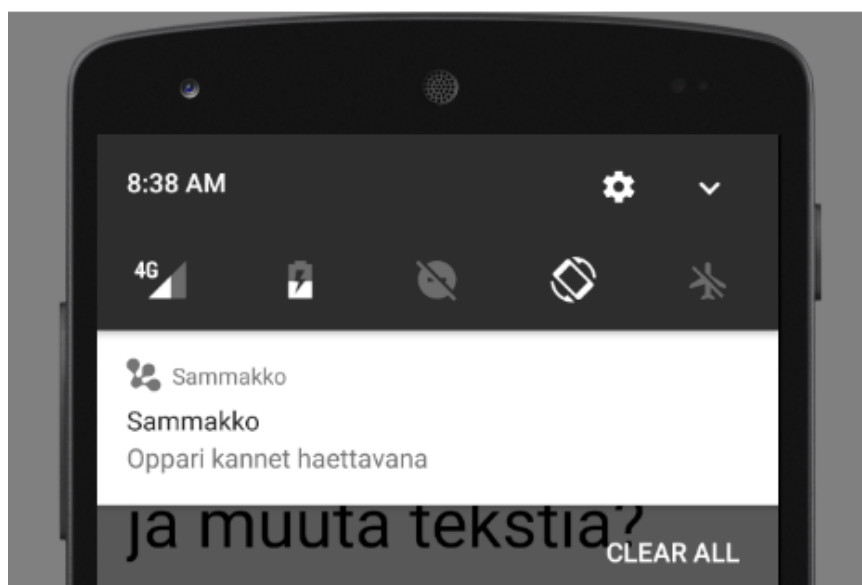 8:38 AM
4G
Sammakko
Sammakko
Oppari kannet haettavana
ja muuta tekstiä?
CLEAR ALL